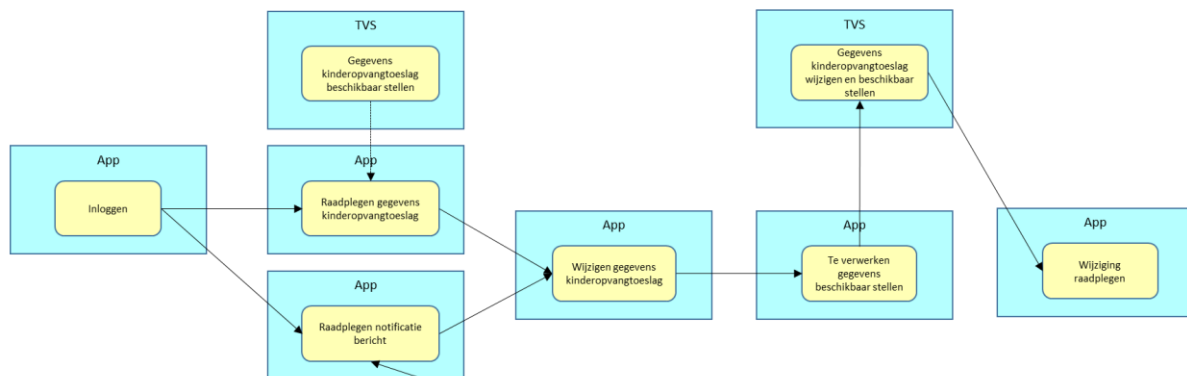 TVS
Gegevens
kinderopvangtoeslag
beschikbaar stellen
TVS
Gegevens
kinderopvangtoeslag
wijzigen en beschikbaar
stellen
App
Inloggen
App
Raadplegen gegevens
kinderopvangtoeslag
App
Raadplegen notificatie
bericht
App
Wijzigen gegevens
kinderopvangtoeslag
App
Te verwerken
gegevens
beschikbaar stellen
App
Wijziging
raadplegen